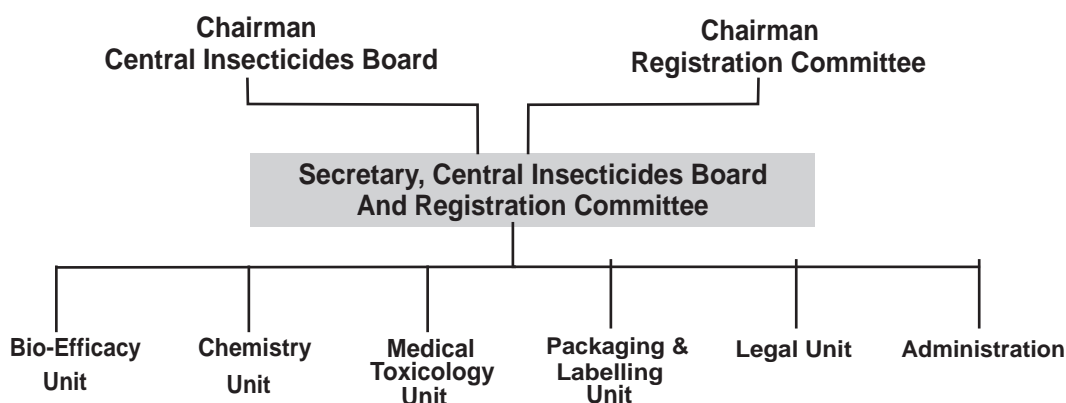 Chairman
Central Insecticides Board
Chairman
Registration Committee
Secretary, Central Insecticides Board
And Registration Committee
Bio-Efficacy
Unit
Chemistry
Unit
Medical
Toxicology
Unit
Packaging &
Labelling
Unit
Legal Unit
Administration